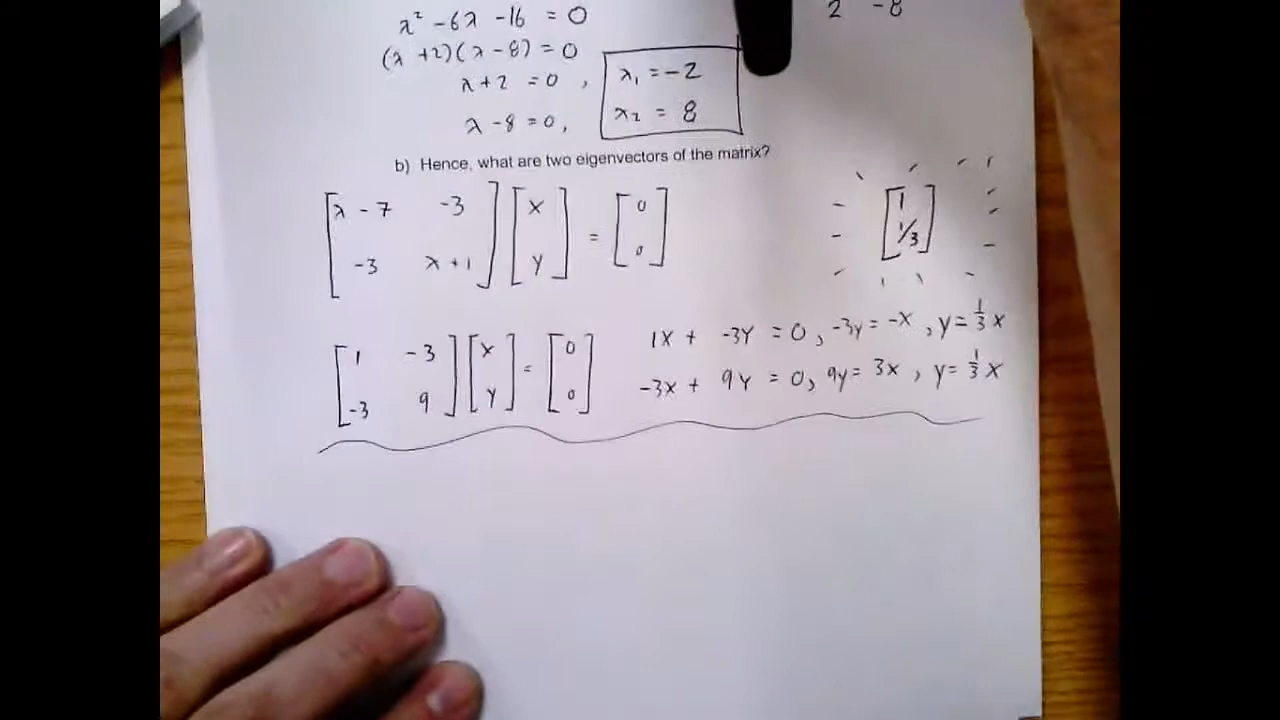 λ² -6λ -16 = 0
2 -8
(λ +2)(λ -8) = 0
λ+2 = 0 ,
λ₁ = -2
λ -8 = 0,
λ₂ = 8
b) Hence, what are two eigenvectors of the matrix?
[λ - 7 -3] [x] = [0]
[-3 λ+1] [y] [0]
[1]
[1/3]
[1 -3] [x] = [0]
[-3 9] [y] [0]
1x + -3y = 0, -3y = -x , y = 1/3 x
-3x + 9y = 0, 9y = 3x , y = 1/3 x